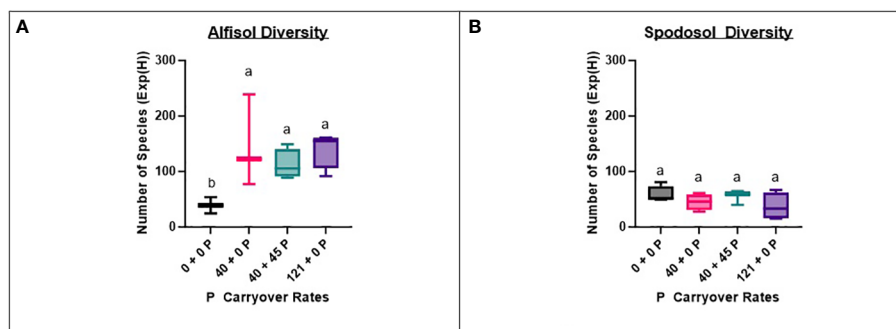 A
Alfisol Diversity
Number of Species (Exp(H))
300
200
100
0
b
a
a
a
0 + 0 P
40 + 0 P
40 + 45 P
121 + 0 P
P Carryover Rates
B
Spodosol Diversity
Number of Species (Exp(H))
300
200
100
0
a
a
a
a
0 + 0 P
40 + 0 P
40 + 45 P
121 + 0 P
P Carryover Rates